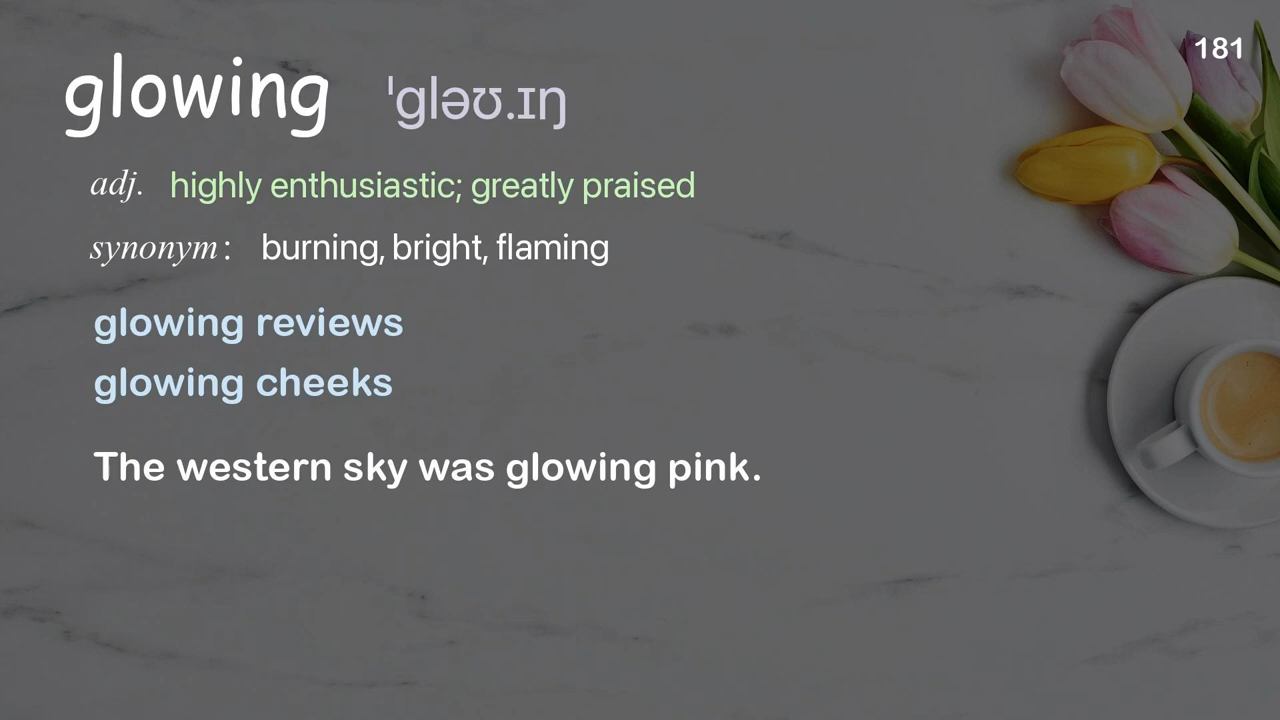 181
glowing ˈɡləʊ.ɪŋ
adj. highly enthusiastic; greatly praised
synonym: burning, bright, flaming
glowing reviews
glowing cheeks
The western sky was glowing pink.